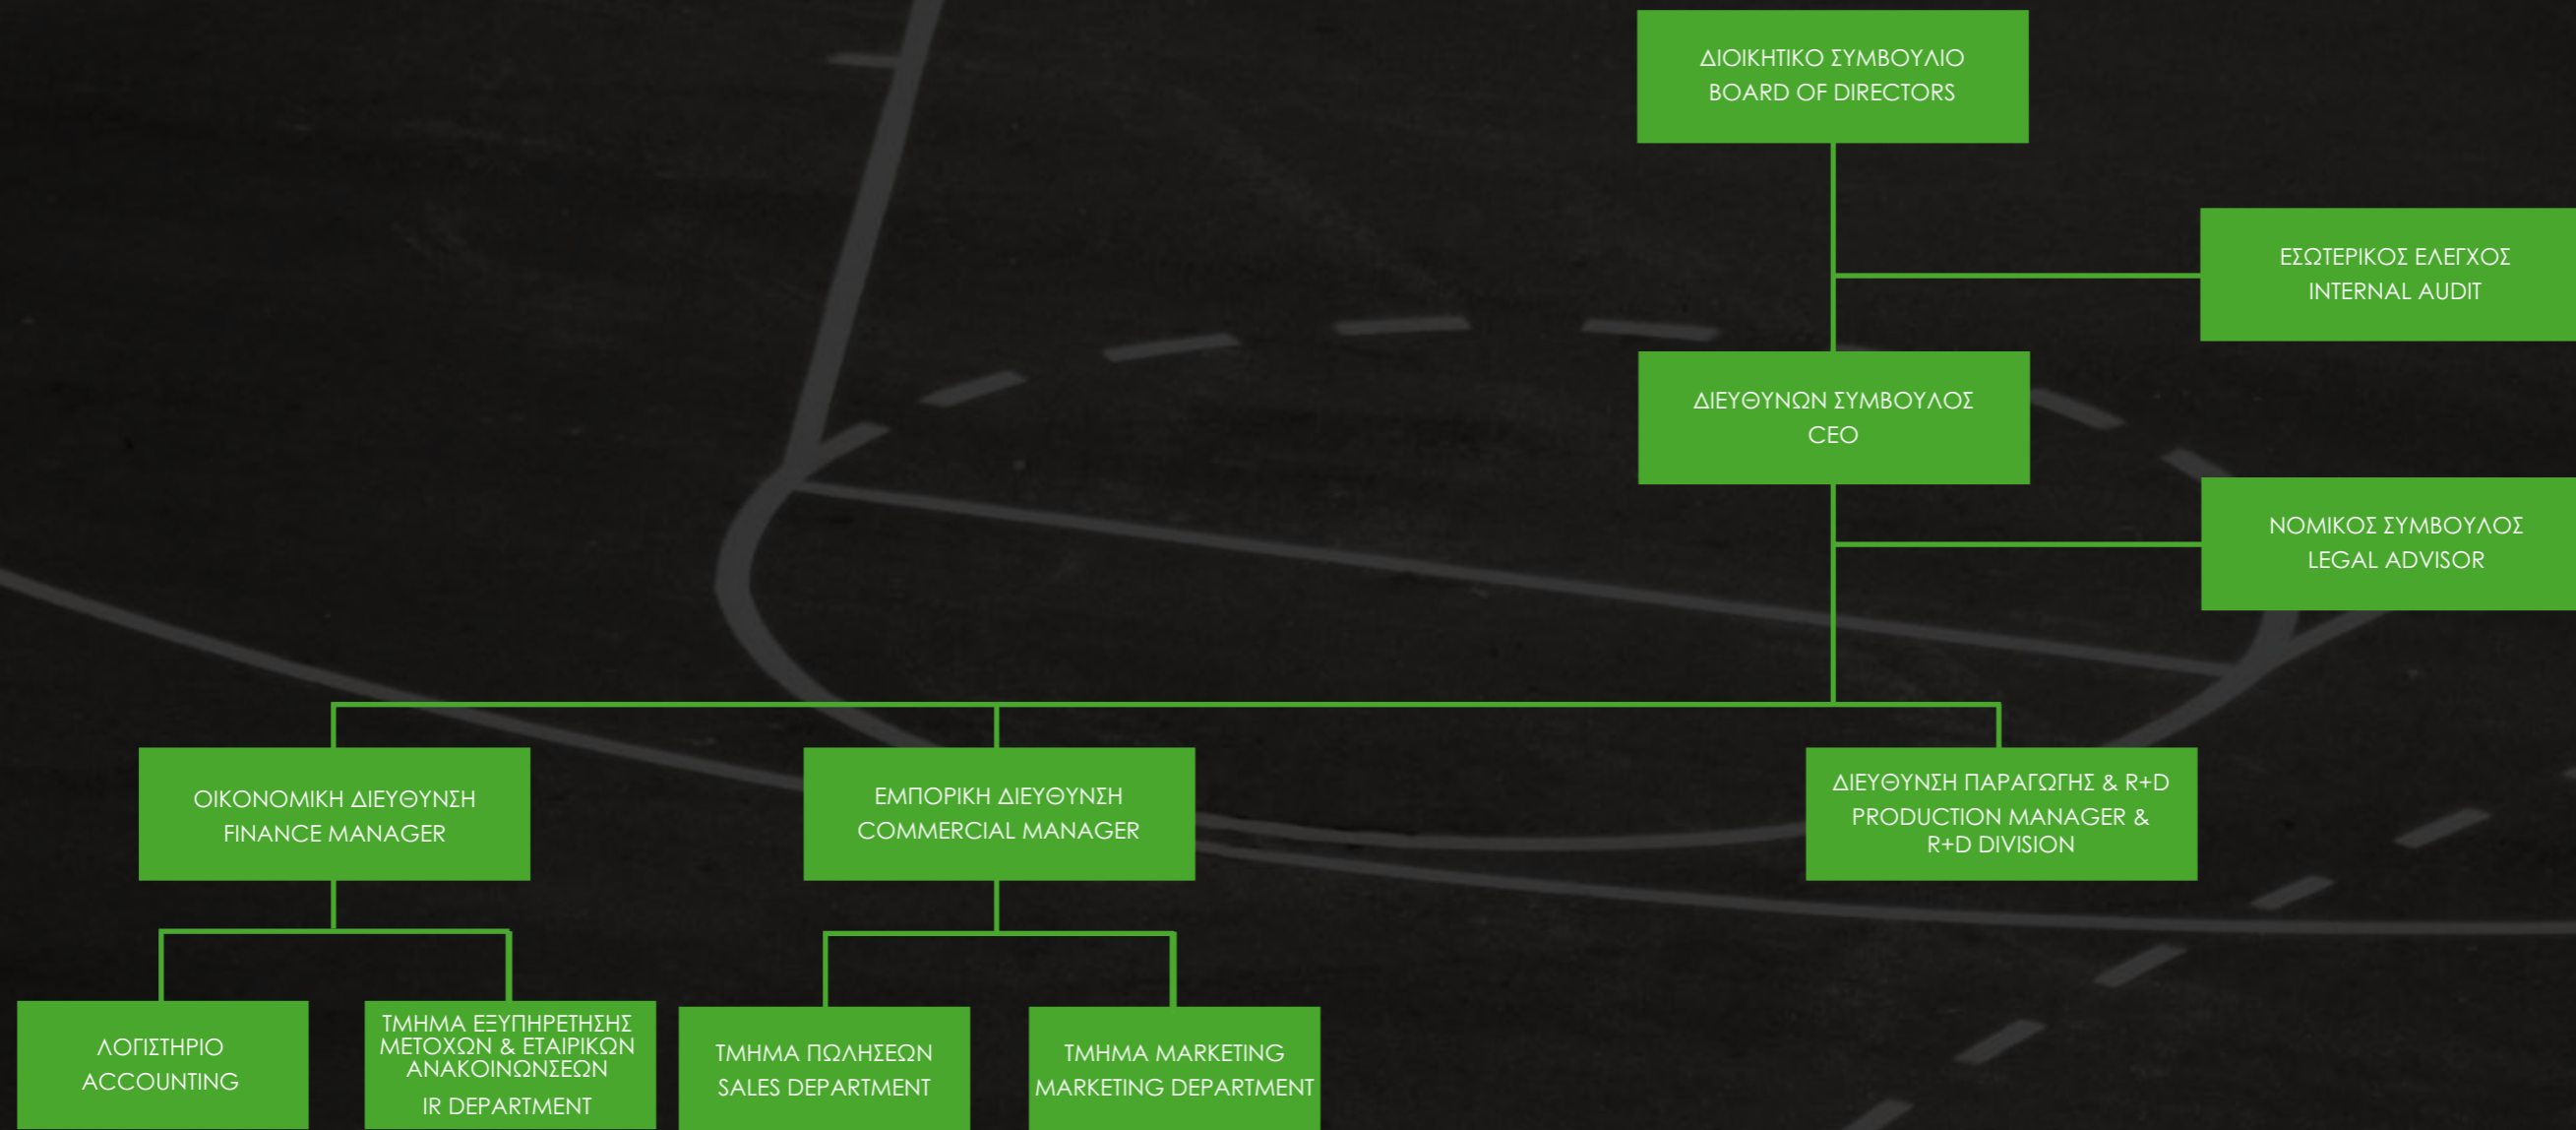 ΔΙΟΙΚΗΤΙΚΟ ΣΥΜΒΟΥΛΙΟ
BOARD OF DIRECTORS
ΕΣΩΤΕΡΙΚΟΣ ΕΛΕΓΧΟΣ
INTERNAL AUDIT
ΔΙΕΥΘΥΝΩΝ ΣΥΜΒΟΥΛΟΣ
CEO
ΝΟΜΙΚΟΣ ΣΥΜΒΟΥΛΟΣ
LEGAL ADVISOR
ΟΙΚΟΝΟΜΙΚΗ ΔΙΕΥΘΥΝΣΗ
FINANCE MANAGER
ΕΜΠΟΡΙΚΗ ΔΙΕΥΘΥΝΣΗ
COMMERCIAL MANAGER
ΔΙΕΥΘΥΝΣΗ ΠΑΡΑΓΩΓΗΣ & R+D
PRODUCTION MANAGER &
R+D DIVISION
ΛΟΓΙΣΤΗΡΙΟ
ACCOUNTING
ΤΜΗΜΑ ΕΞΥΠΗΡΕΤΗΣΗΣ
ΜΕΤΟΧΩΝ & ΕΤΑΙΡΙΚΩΝ
ΑΝΑΚΟΙΝΩΝΣΕΩΝ
IR DEPARTMENT
ΤΜΗΜΑ ΠΩΛΗΣΕΩΝ
SALES DEPARTMENT
ΤΜΗΜΑ MARKETING
MARKETING DEPARTMENT